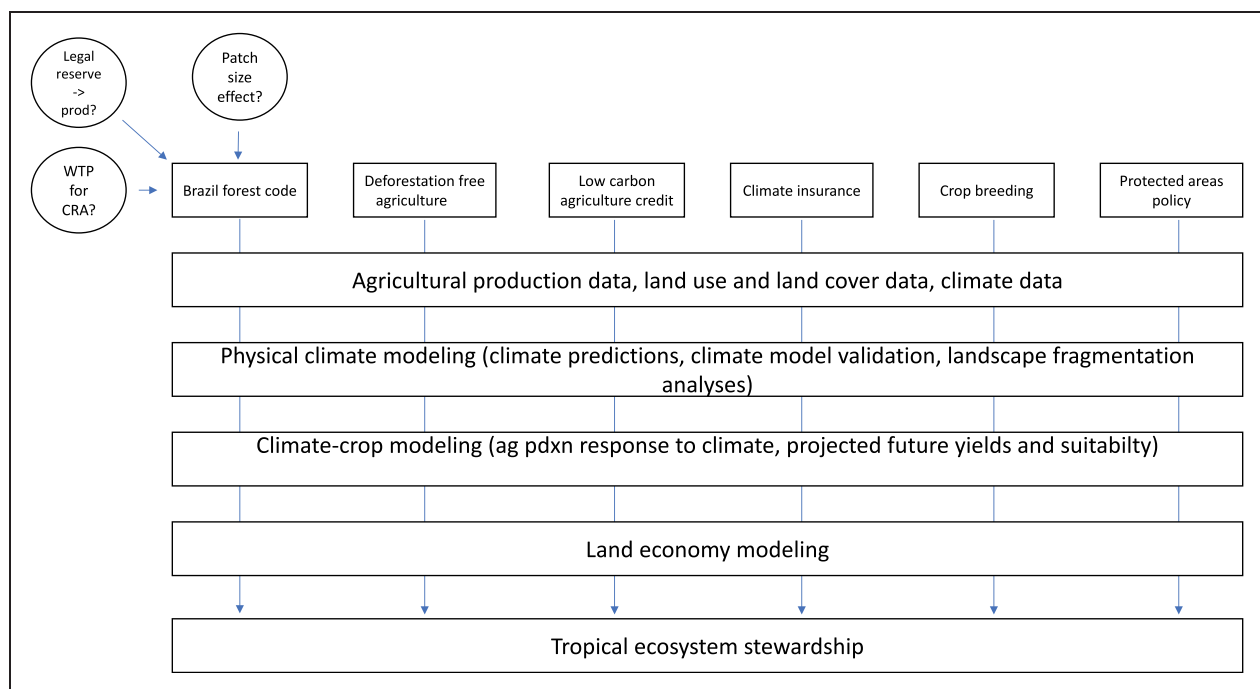 Legal
reserve
->
prod?
Patch
size
effect?
WTP
for
CRA?
Brazil forest code
Deforestation free
agriculture
Low carbon
agriculture credit
Climate insurance
Crop breeding
Protected areas
policy
Agricultural production data, land use and land cover data, climate data
Physical climate modeling (climate predictions, climate model validation, landscape fragmentation
analyses)
Climate-crop modeling (ag pdxn response to climate, projected future yields and suitabilty)
Land economy modeling
Tropical ecosystem stewardship